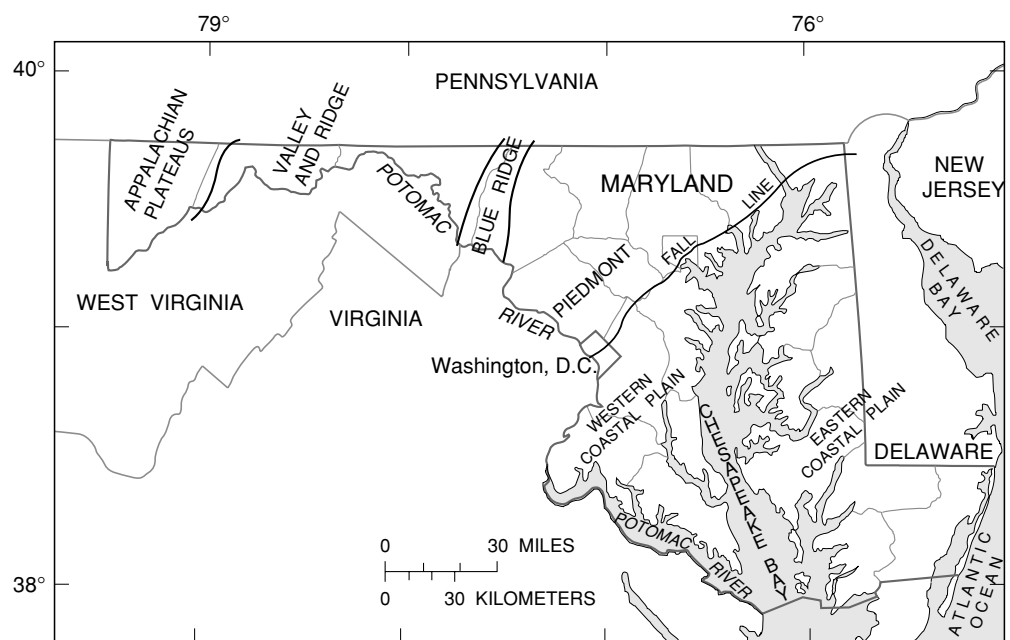 79°
76°
40°
PENNSYLVANIA
APPALACHIAN
PLATEAUS
VALLEY
AND RIDGE
POTOMAC
BLUE RIDGE
MARYLAND
LINE
NEW
JERSEY
FALL
PIEDMONT
DELAWARE
BAY
WEST VIRGINIA
VIRGINIA
RIVER
Washington, D.C.
WESTERN
COASTAL PLAIN
CHESAPEAKE BAY
EASTERN
COASTAL PLAIN
DELAWARE
POTOMAC
RIVER
ATLANTIC
OCEAN
0 30 MILES
0 30 KILOMETERS
38°